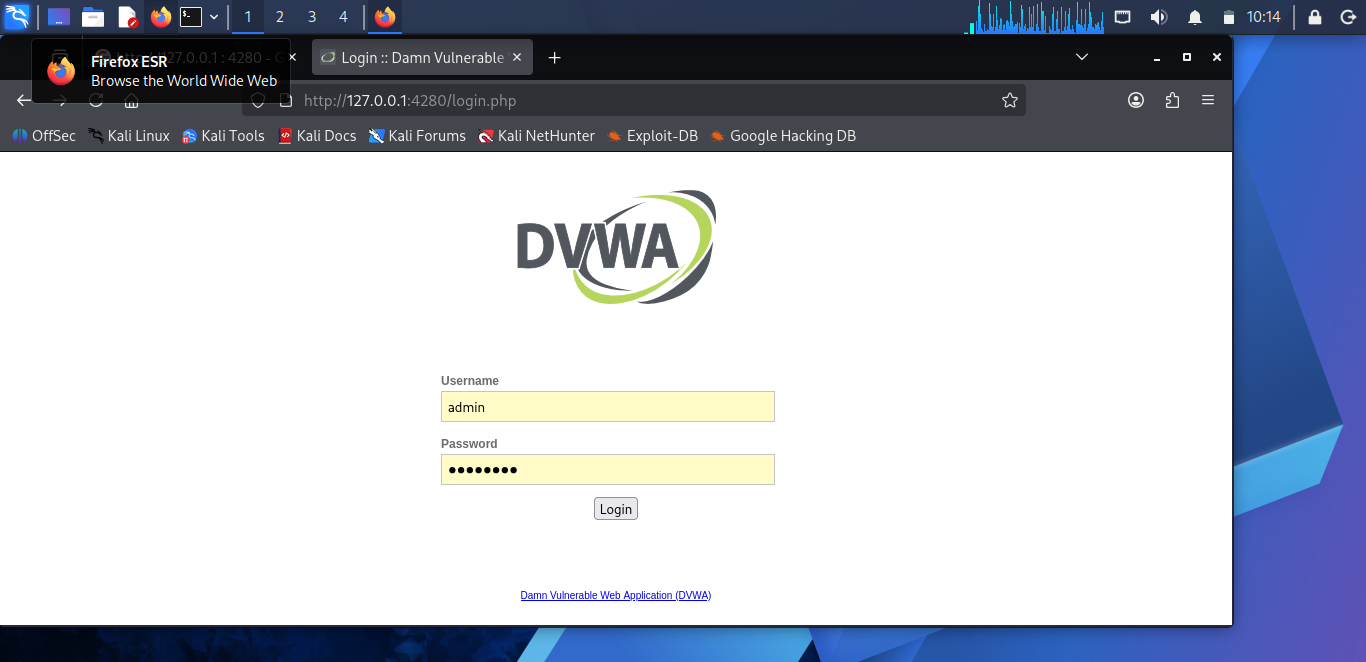 1 2 3 4 10:14
Firefox ESR
Browse the World Wide Web
Login :: Damn Vulnerable
http://127.0.0.1:4280/login.php
OffSec Kali Linux Kali Tools Kali Docs Kali Forums Kali NetHunter Exploit-DB Google Hacking DB
DVWA
Username
admin
Password
Login
Damn Vulnerable Web Application (DVWA)